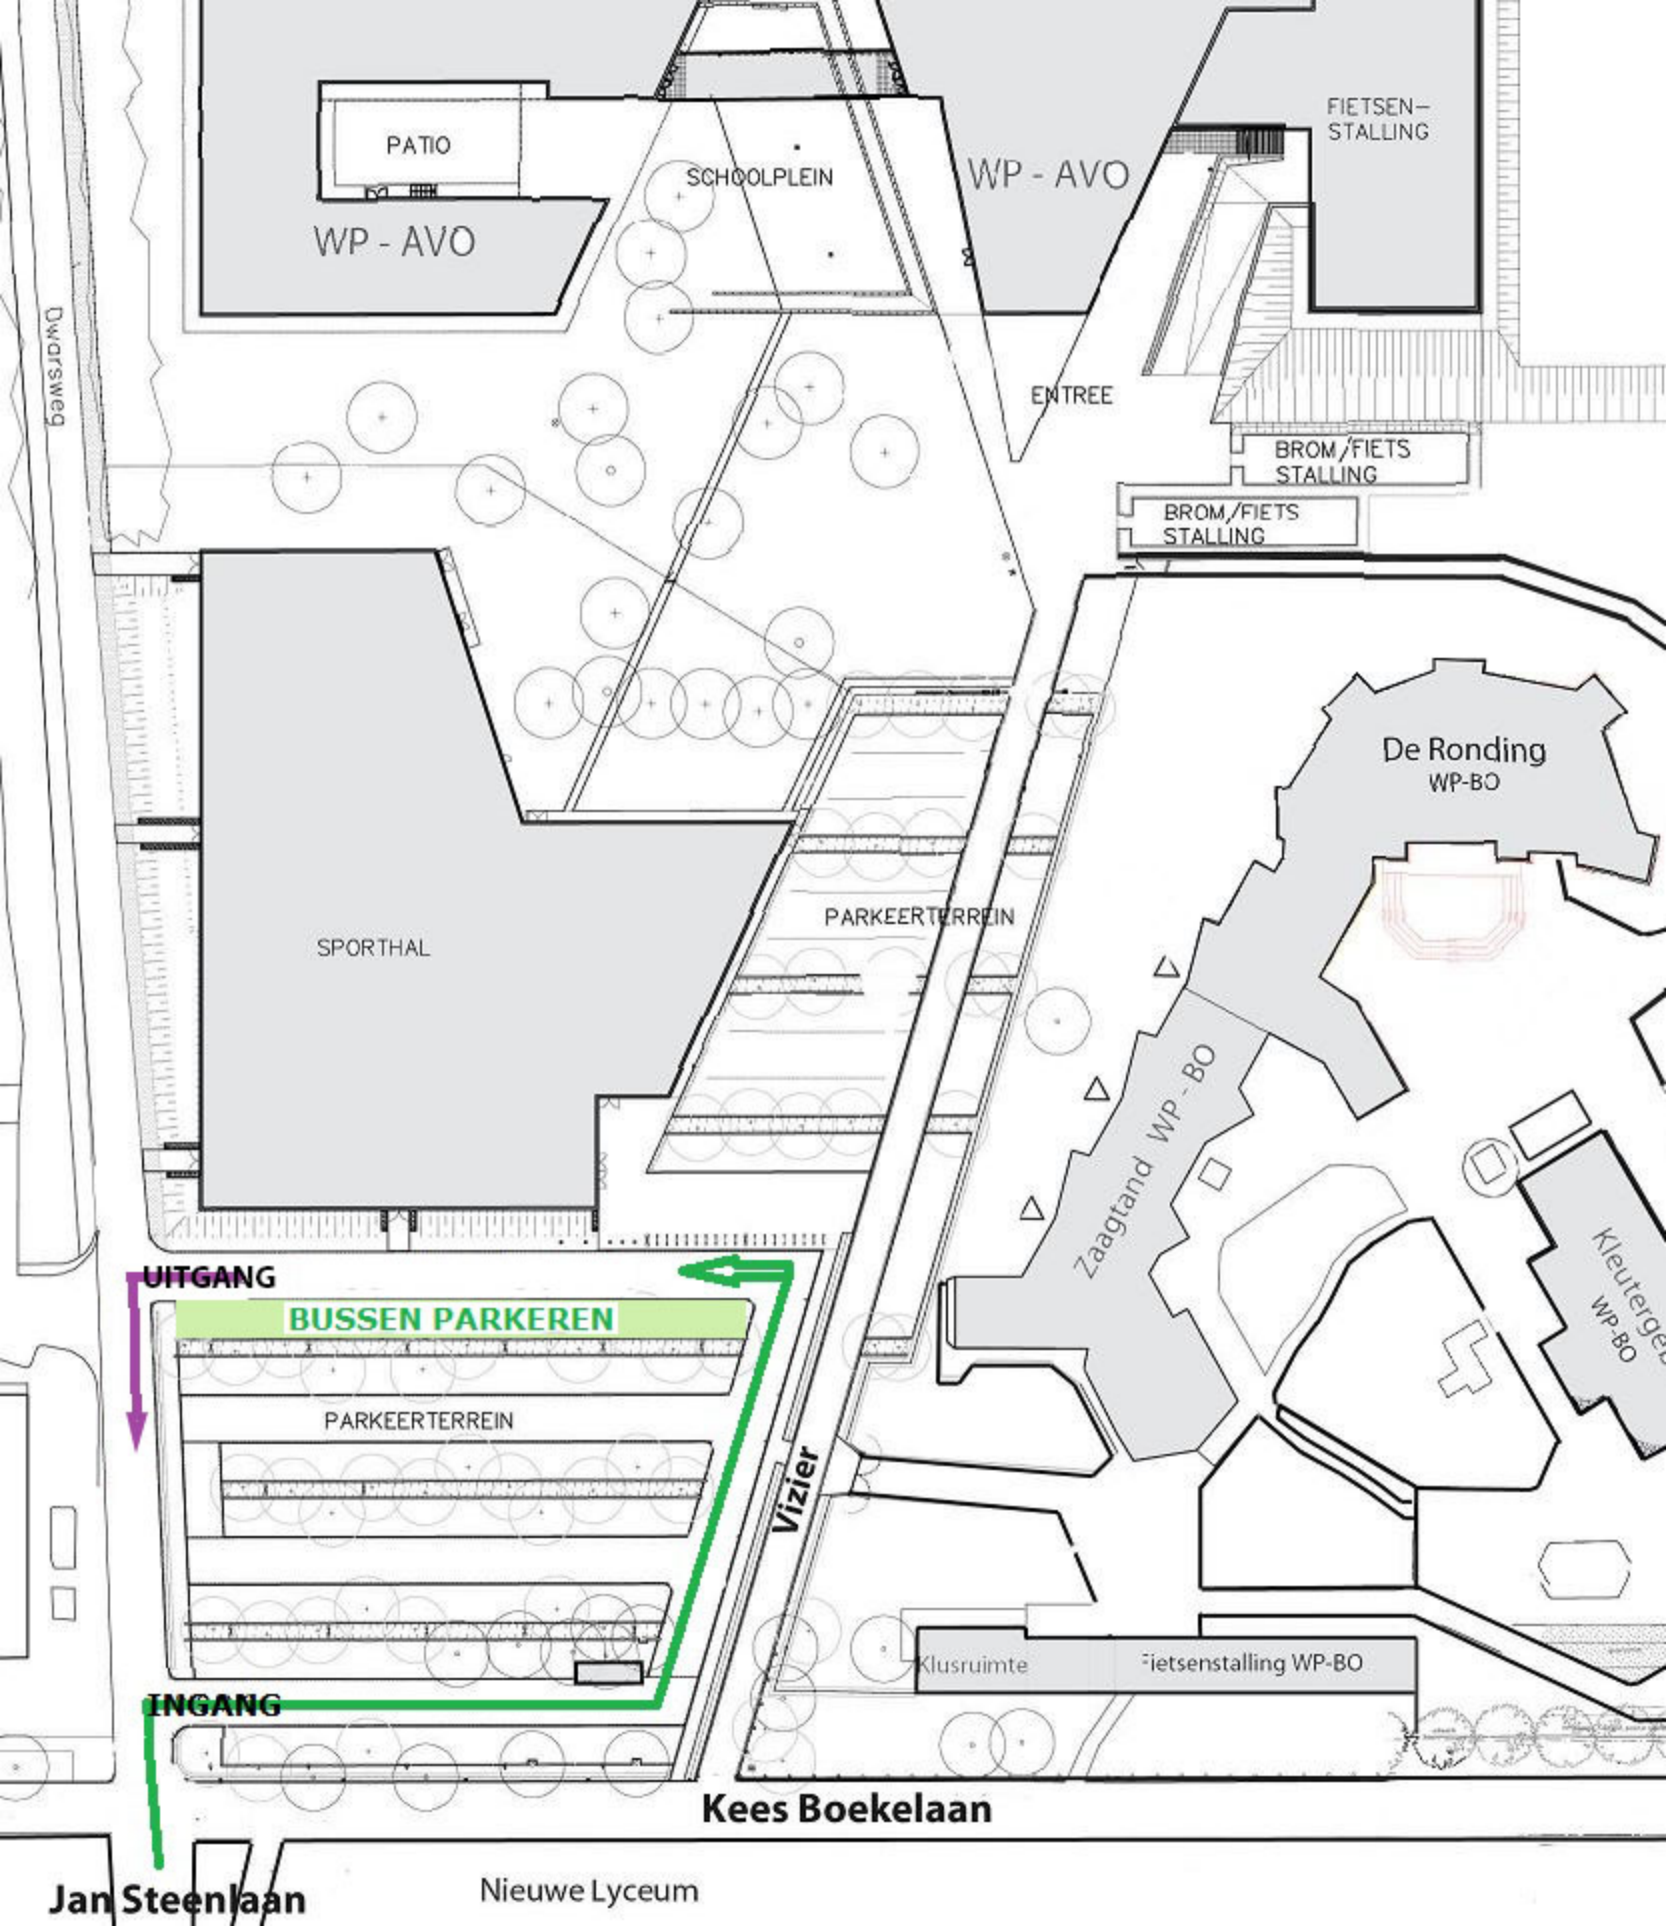 FIETSEN-
STALLING
PATIO
SCHOOLPLEIN
WP - AVO
WP - AVO
Dwarsweg
ENTREE
BROM/FIETS
STALLING
BROM/FIETS
STALLING
De Ronding
WP-BO
PARKEERTERREIN
SPORTHAL
Zaagtand WP - BO
Kleutergeb
WP-BO
UITGANG
BUSSEN PARKEREN
PARKEERTERREIN
Vizier
Klusruimte
Fietsenstalling WP-BO
INGANG
Kees Boekelaan
Jan Steenlaan
Nieuwe Lyceum